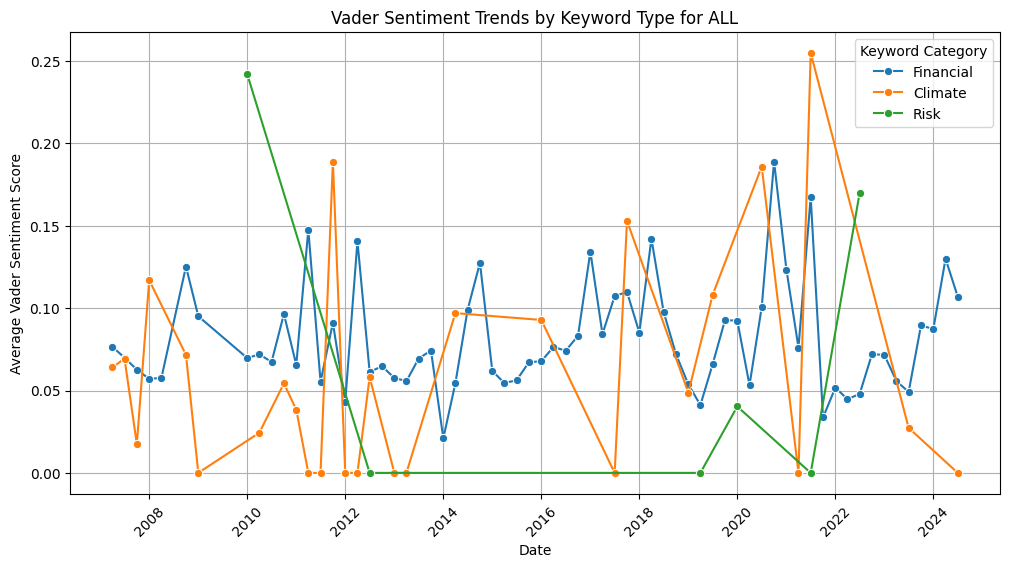 Vader Sentiment Trends by Keyword Type for ALL
Keyword Category
Financial
Climate
Risk
Average Vader Sentiment Score
0.25
0.20
0.15
0.10
0.05
0.00
2008
2010
2012
2014
2016
2018
2020
2022
2024
Date